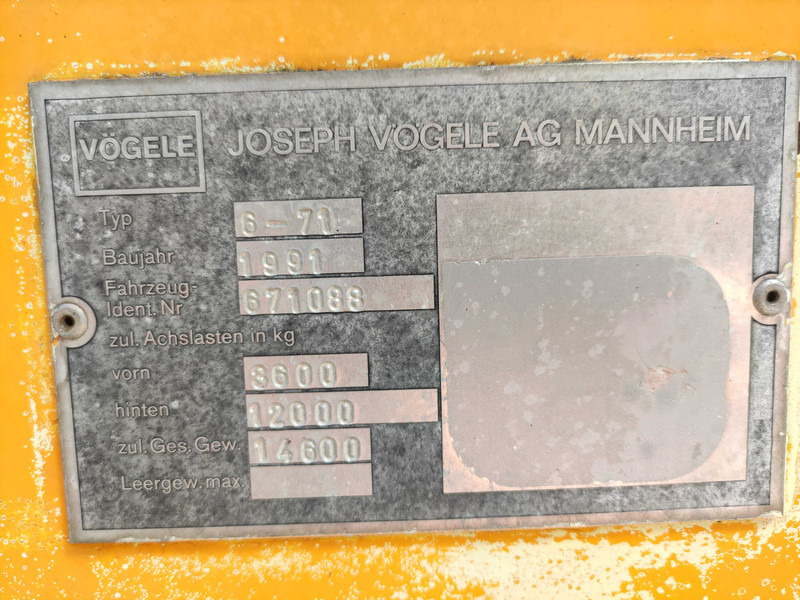 VÖGELE JOSEPH VÖGELE AG MANNHEIM
Typ 6-71
Baujahr 1991
Fahrzeug-
Ident. Nr 671088
zul. Achslasten in kg
vorn 3600
hinten 12000
zul. Ges. Gew. 14600
Leergew. max.